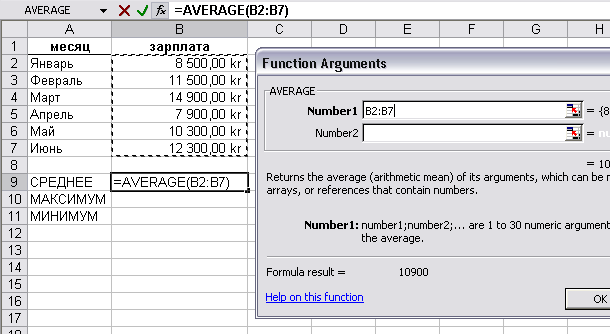 AVERAGE =AVERAGE(B2:B7)
A B C D E F G H
1 месяц зарплата
2 Январь 8 500,00 kr
3 Февраль 11 500,00 kr
4 Март 14 900,00 kr
5 Апрель 7 900,00 kr
6 Май 10 300,00 kr
7 Июнь 12 300,00 kr
8
9 СРЕДНЕЕ =AVERAGE(B2:B7)
10 МАКСИМУМ
11 МИНИМУМ
12
13
14
15
16
17
Function Arguments
AVERAGE
Number1 B2:B7 = {8
Number2 = nu
= 10
Returns the average (arithmetic mean) of its arguments, which can be n
arrays, or references that contain numbers.
Number1: number1;number2;... are 1 to 30 numeric argument
the average.
Formula result = 10900
Help on this function OK